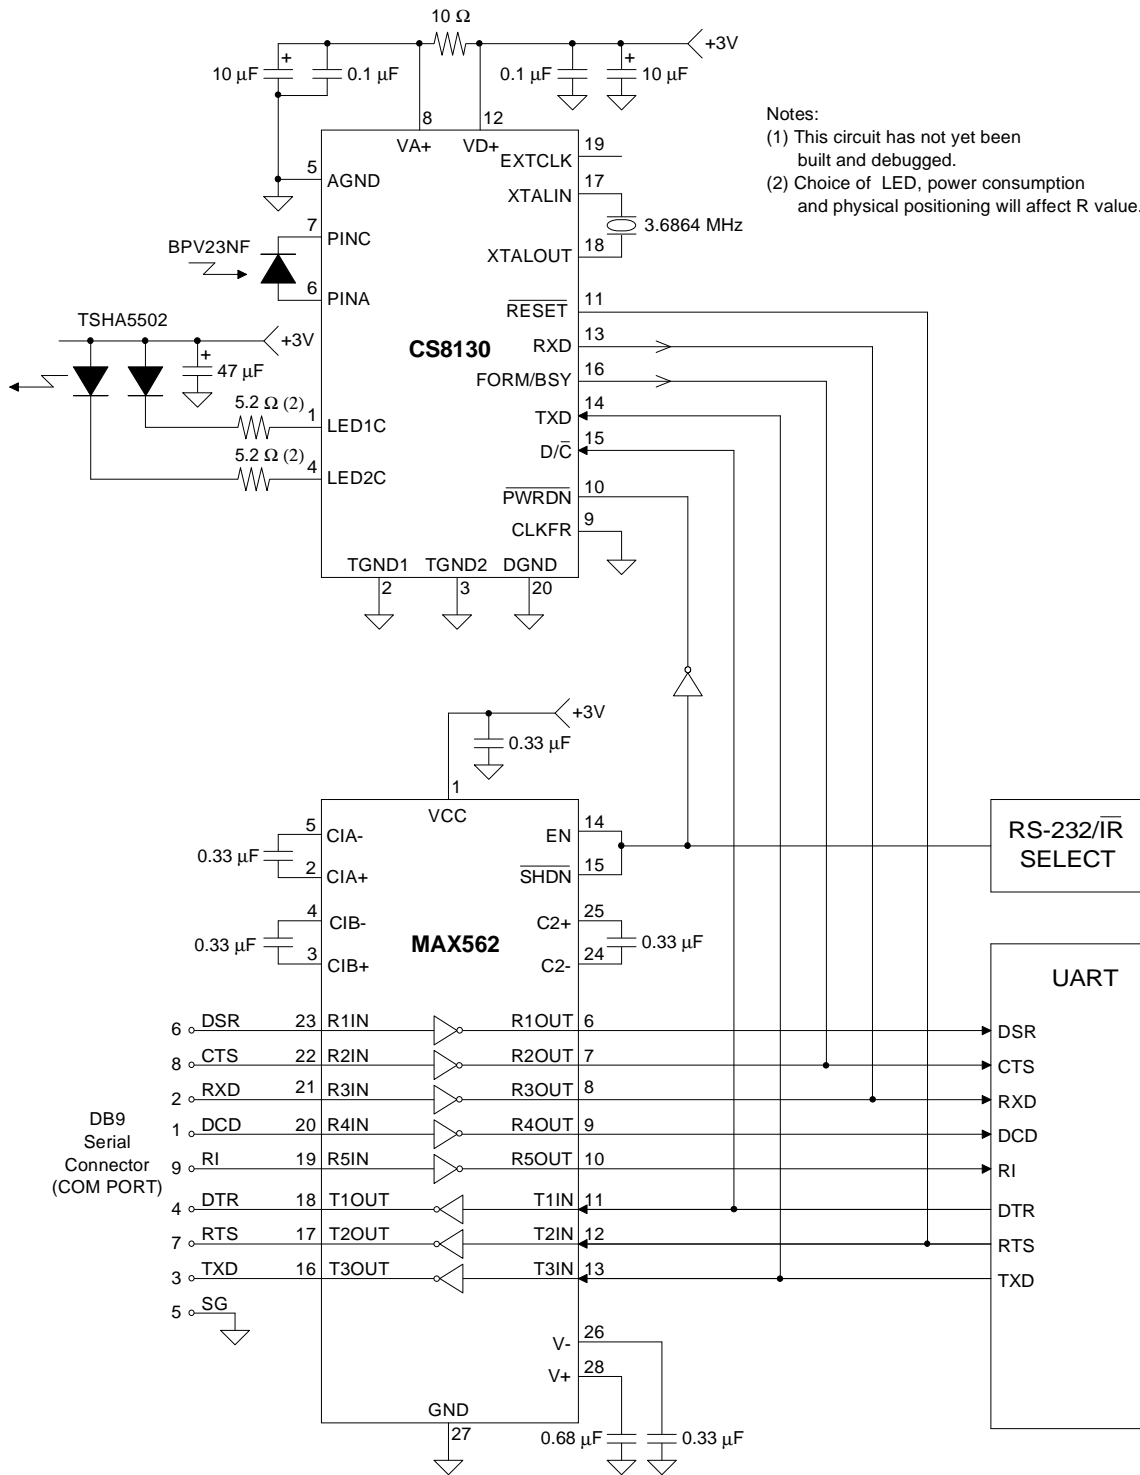 10 Ω
+3V
10 μF
+
0.1 μF
0.1 μF
+
10 μF
8
12
VA+
VD+
Notes:
(1) This circuit has not yet been
built and debugged.
(2) Choice of LED, power consumption
and physical positioning will affect R value.
5
AGND
EXTCLK
19
17
XTALIN
3.6864 MHz
7
PINC
BPV23NF
XTALOUT
18
6
PINA
RESET
11
TSHA5502
+3V
+
47 μF
CS8130
RXD
13
FORM/BSY
16
5.2 Ω (2)
1
LED1C
TXD
14
D/C
15
5.2 Ω (2)
4
LED2C
PWRDN
10
CLKFR
9
TGND1
TGND2
DGND
2
3
20
+3V
0.33 μF
1
VCC
5
CIA-
0.33 μF
2
CIA+
EN
14
SHDN
15
RS-232/IR
SELECT
4
CIB-
0.33 μF
3
CIB+
MAX562
C2+
25
0.33 μF
C2-
24
UART
6
DSR
23
R1IN
R1OUT
6
DSR
8
CTS
22
R2IN
R2OUT
7
CTS
2
RXD
21
R3IN
R3OUT
8
RXD
1
DCD
20
R4IN
R4OUT
9
DCD
9
RI
19
R5IN
R5OUT
10
RI
DB9
Serial
Connector
(COM PORT)
4
DTR
18
T1OUT
T1IN
11
DTR
7
RTS
17
T2OUT
T2IN
12
RTS
3
TXD
16
T3OUT
T3IN
13
TXD
5
SG
V-
26
V+
28
GND
27
0.68 μF
0.33 μF